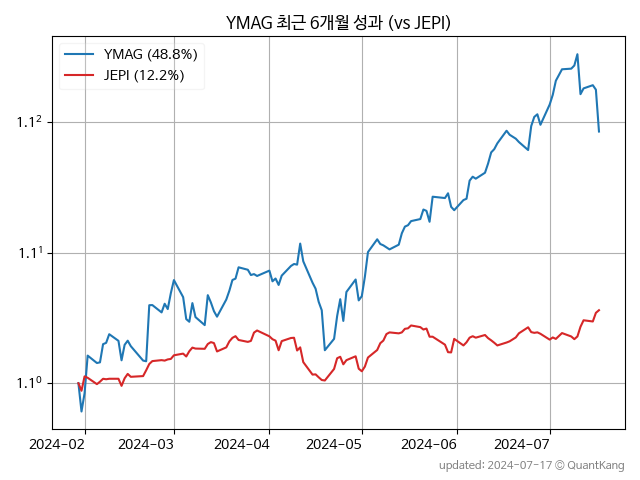 YMAG 최근 6개월 성과 (vs JEPI)
YMAG (48.8%)
JEPI (12.2%)
1.1²
1.1¹
1.1⁰
2024-02 2024-03 2024-04 2024-05 2024-06 2024-07
updated: 2024-07-17 © QuantKang